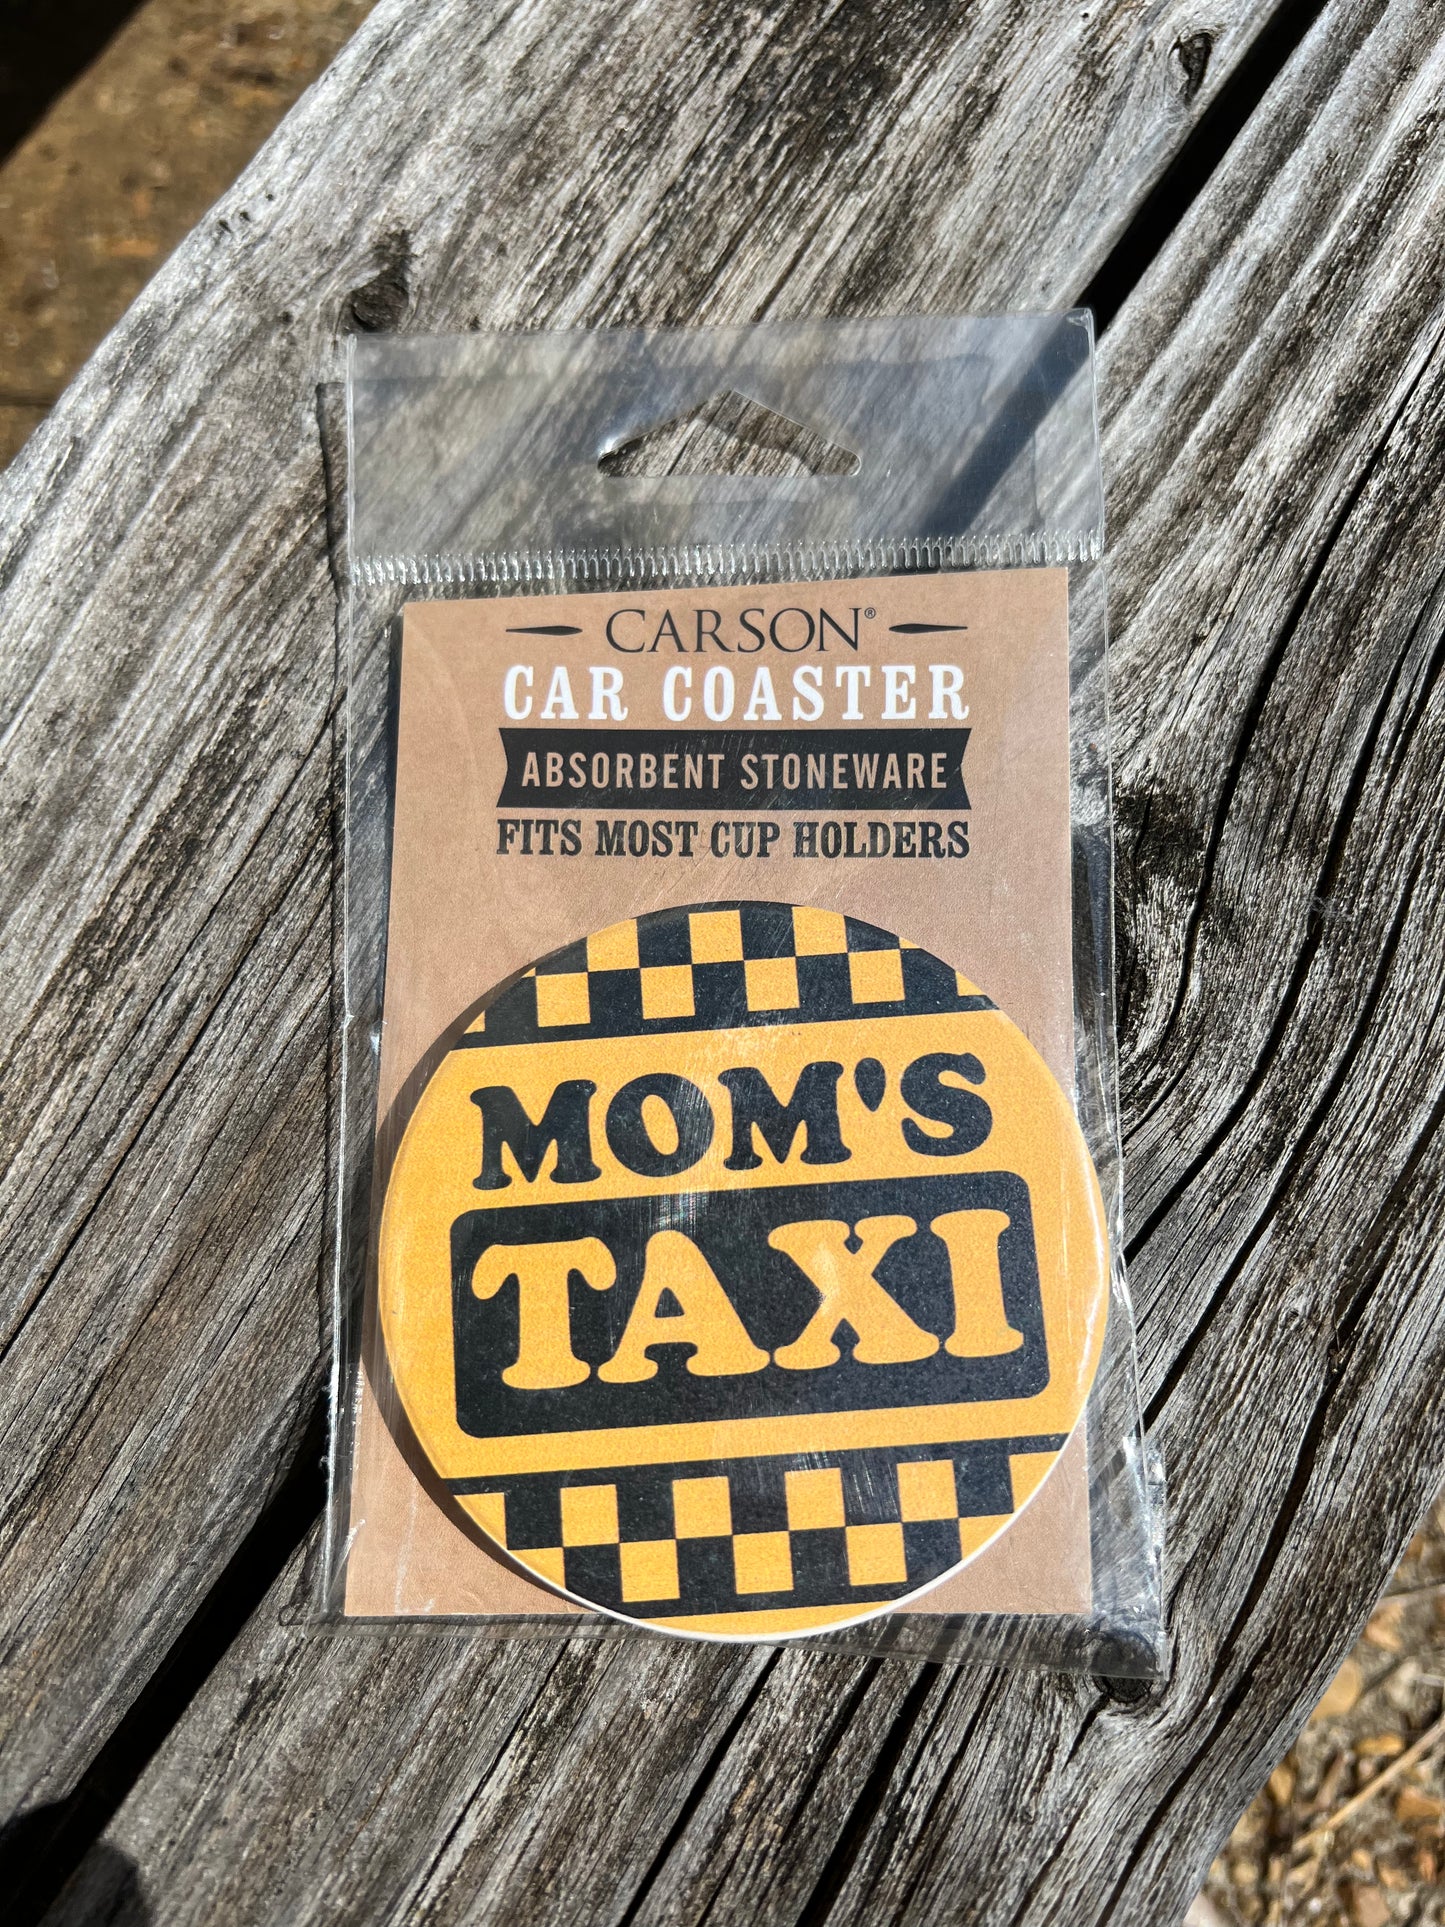 CARSON®
CAR COASTER
ABSORBENT STONEWARE
FITS MOST CUP HOLDERS
MOM'S
TAXI